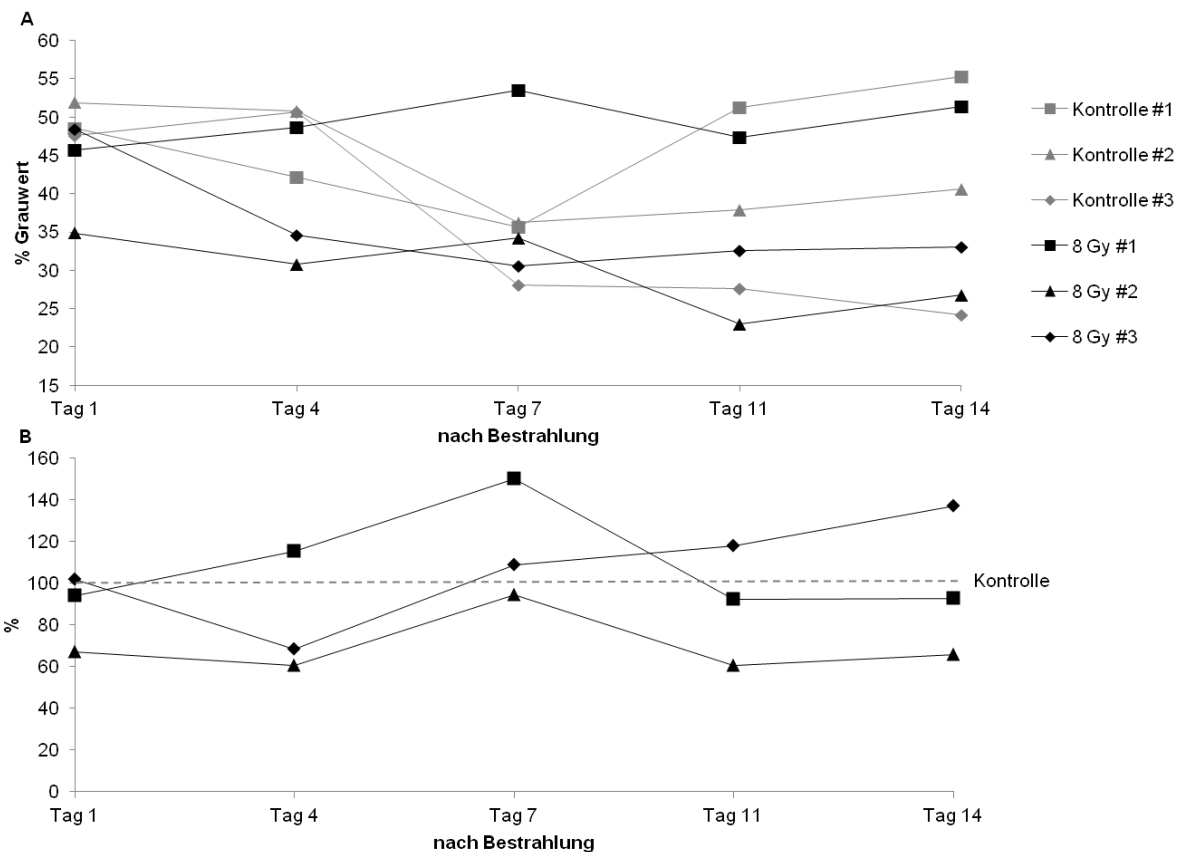 A
60
55
50
45
40
35
30
25
20
15
% Grauwert
Tag 1 Tag 4 Tag 7 Tag 11 Tag 14
nach Bestrahlung
Kontrolle #1
Kontrolle #2
Kontrolle #3
8 Gy #1
8 Gy #2
8 Gy #3
B
160
140
120
100
80
60
40
20
0
%
Kontrolle
Tag 1 Tag 4 Tag 7 Tag 11 Tag 14
nach Bestrahlung